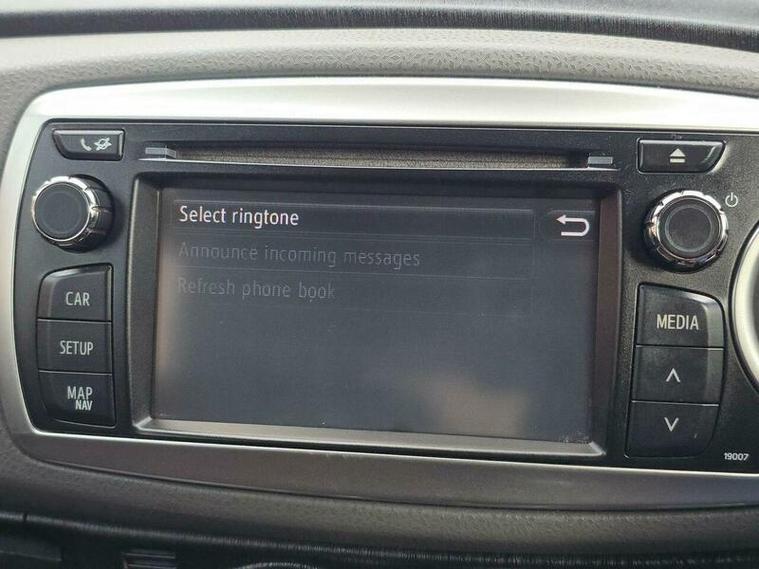 Select ringtone
Announce incoming messages
Refresh phone book
CAR
SETUP
MAP
NAV
MEDIA
19007